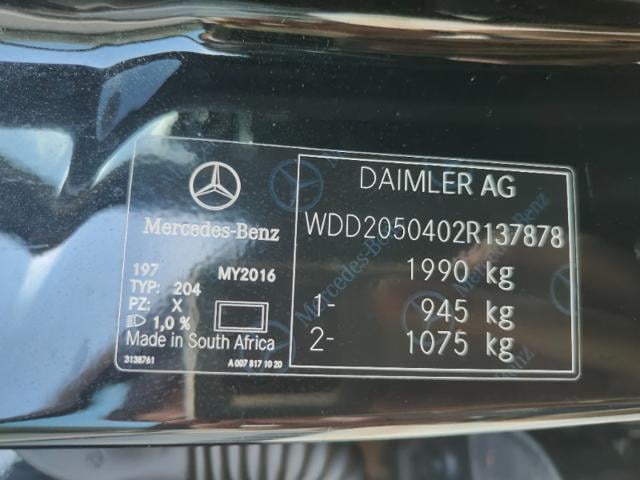 Mercedes-Benz
197 MY2016
TYP: 204
PZ: X
1,0 %
Made in South Africa
3138761 A 007 817 10 20
DAIMLER AG
WDD2050402R137878
1990 kg
1- 945 kg
2- 1075 kg